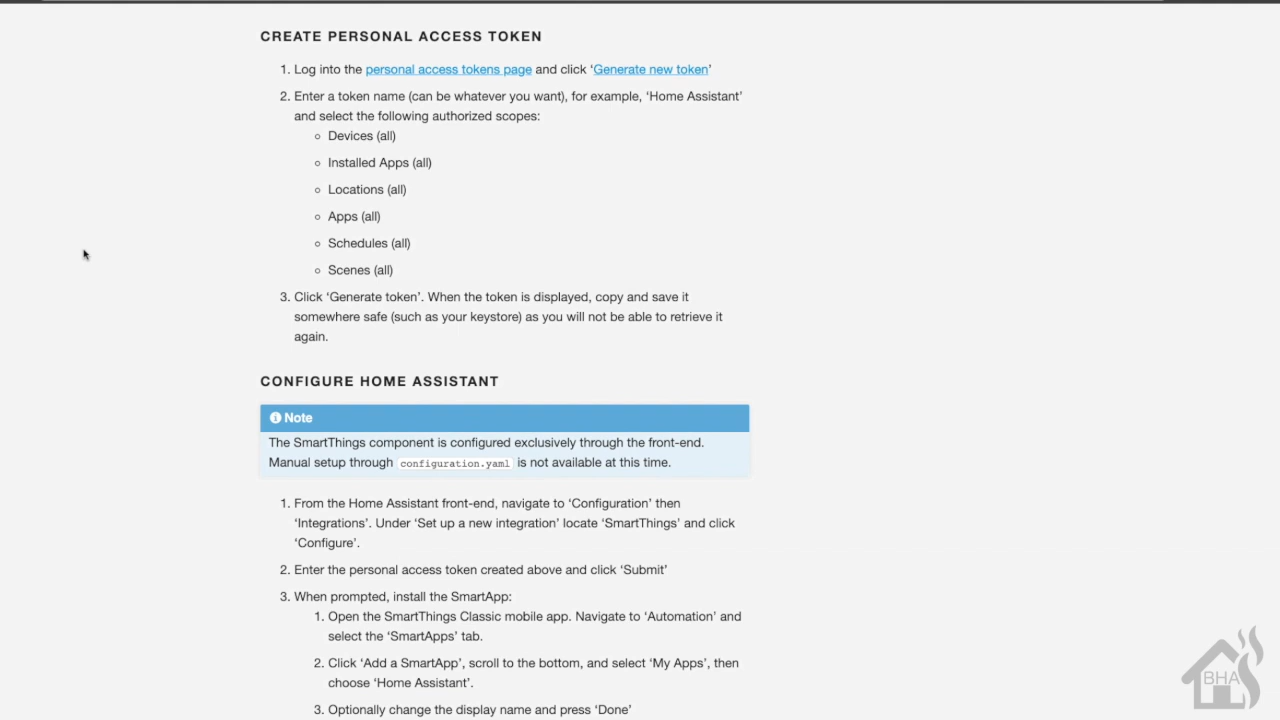 CREATE PERSONAL ACCESS TOKEN
1. Log into the personal access tokens page and click ‘Generate new token’
2. Enter a token name (can be whatever you want), for example, ‘Home Assistant’
and select the following authorized scopes:
Devices (all)
Installed Apps (all)
Locations (all)
Apps (all)
Schedules (all)
Scenes (all)
3. Click ‘Generate token’. When the token is displayed, copy and save it
somewhere safe (such as your keystore) as you will not be able to retrieve it
again.
CONFIGURE HOME ASSISTANT
Note
The SmartThings component is configured exclusively through the front-end.
Manual setup through configuration.yaml is not available at this time.
1. From the Home Assistant front-end, navigate to ‘Configuration’ then
‘Integrations’. Under ‘Set up a new integration’ locate ‘SmartThings’ and click
‘Configure’.
2. Enter the personal access token created above and click ‘Submit’
3. When prompted, install the SmartApp:
1. Open the SmartThings Classic mobile app. Navigate to ‘Automation’ and
select the ‘SmartApps’ tab.
2. Click ‘Add a SmartApp’, scroll to the bottom, and select ‘My Apps’, then
choose ‘Home Assistant’.
3. Optionally change the display name and press ‘Done’
BHA